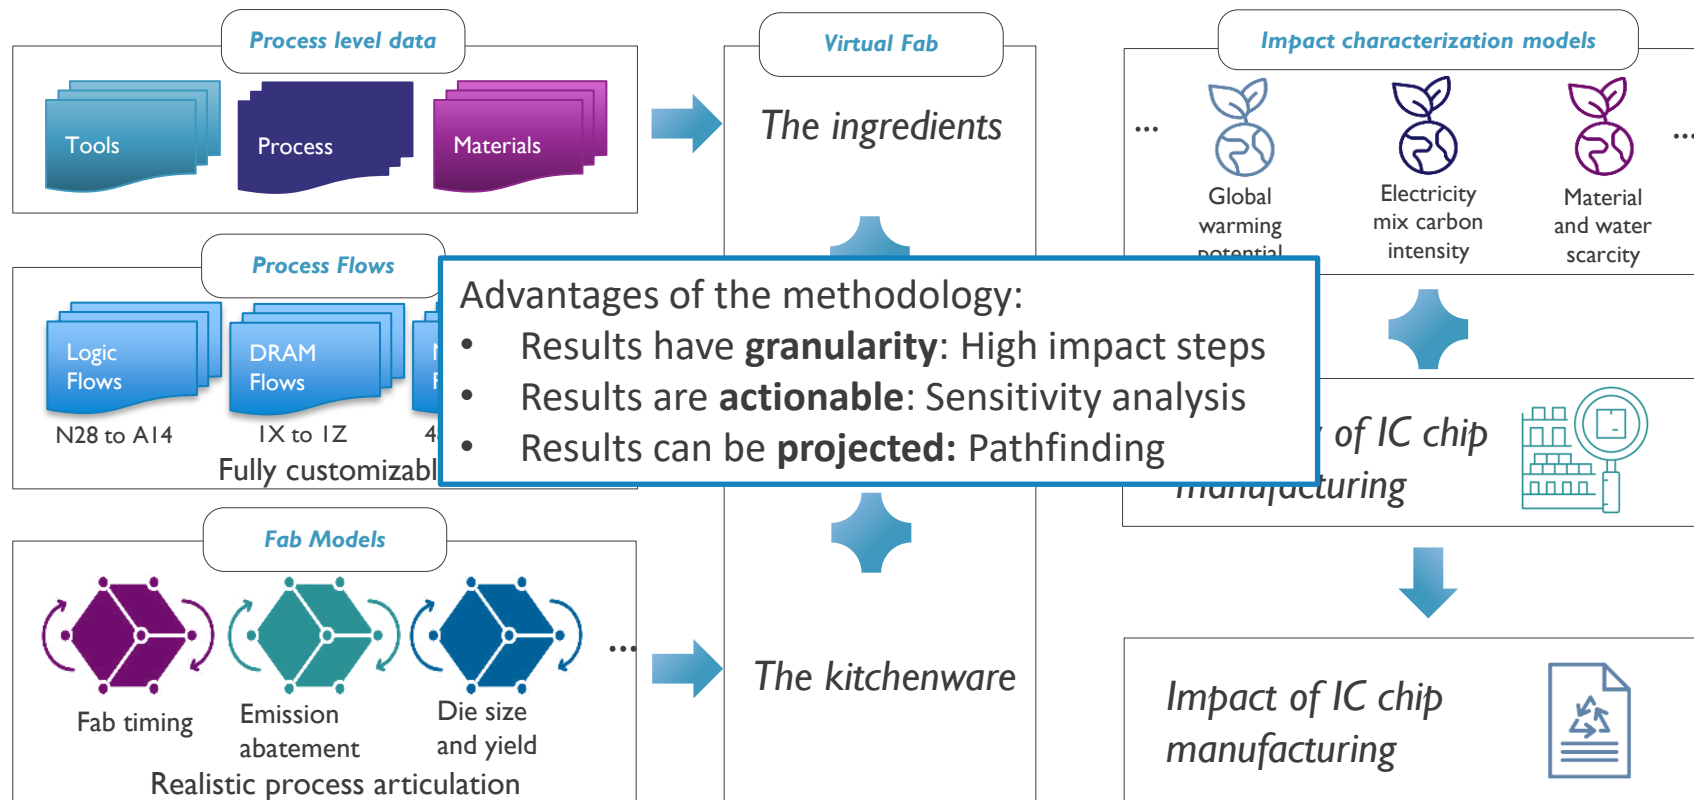 Process level data
Tools
Process
Materials
Process Flows
Logic
Flows
DRAM
Flows
N28 to A14
1X to 1Z
Fully customizabl
Fab Models
Fab timing
Emission
abatement
Die size
and yield
...
Realistic process articulation
Virtual Fab
The ingredients
The kitchenware
Advantages of the methodology:
• Results have granularity: High impact steps
• Results are actionable: Sensitivity analysis
• Results can be projected: Pathfinding
Impact characterization models
...
Global
warming
potential
Electricity
mix carbon
intensity
Material
and water
scarcity
...
of IC chip
manufacturing
Impact of IC chip
manufacturing